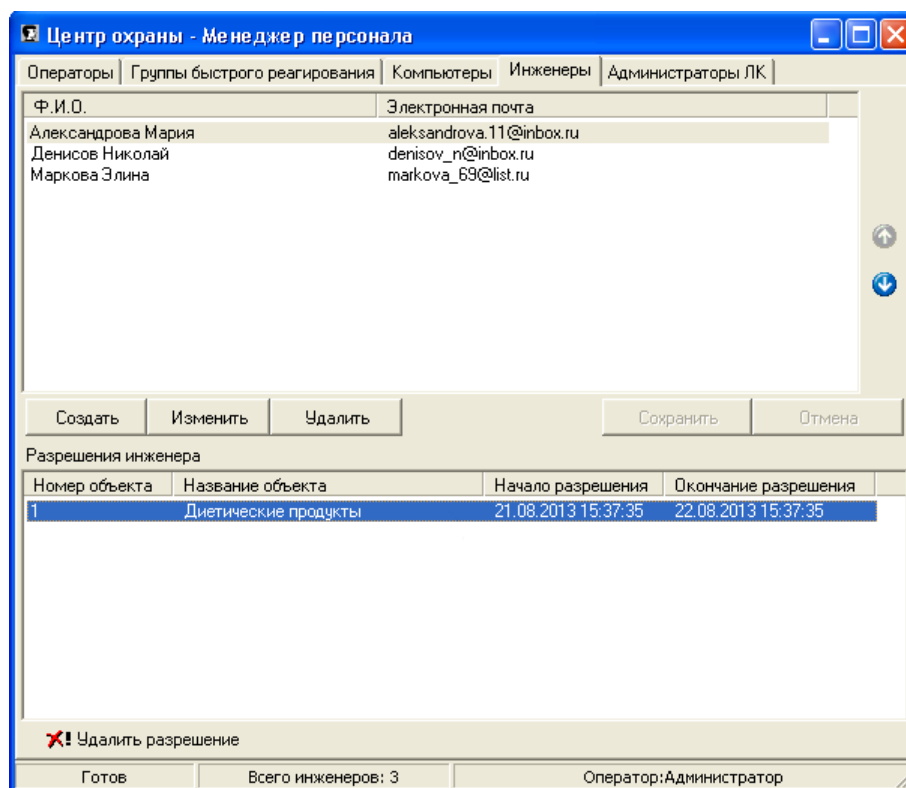 Центр охраны - Менеджер персонала
Операторы Группы быстрого реагирования Компьютеры Инженеры Администраторы ЛК
Ф.И.О. Электронная почта
Александрова Мария aleksandrova.11@inbox.ru
Денисов Николай denisov_n@inbox.ru
Маркова Элина markova_69@list.ru
Создать Изменить Удалить Сохранить Отмена
Разрешения инженера
Номер объекта Название объекта Начало разрешения Окончание разрешения
1 Диетические продукты 21.08.2013 15:37:35 22.08.2013 15:37:35
Удалить разрешение
Готов Всего инженеров: 3 Оператор:Администратор